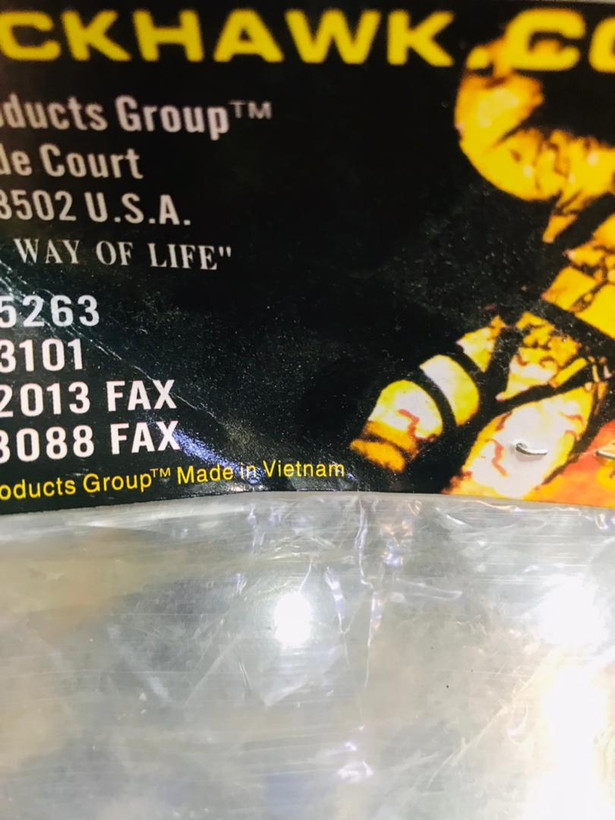 CKHAWK.CO
oducts Group™
de Court
3502 U.S.A.
WAY OF LIFE"
5263
3101
2013 FAX
3088 FAX
oducts Group™ Made in Vietnam